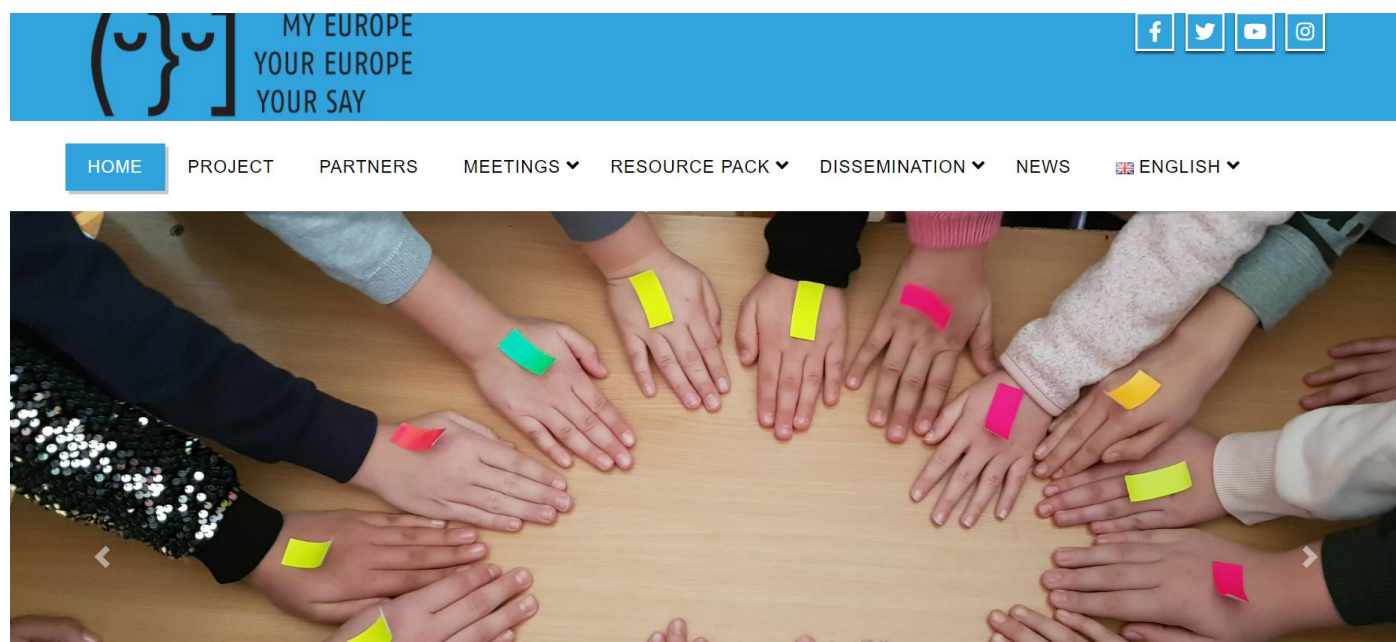 MY EUROPE
YOUR EUROPE
YOUR SAY
HOME PROJECT PARTNERS MEETINGS RESOURCE PACK DISSEMINATION NEWS ENGLISH